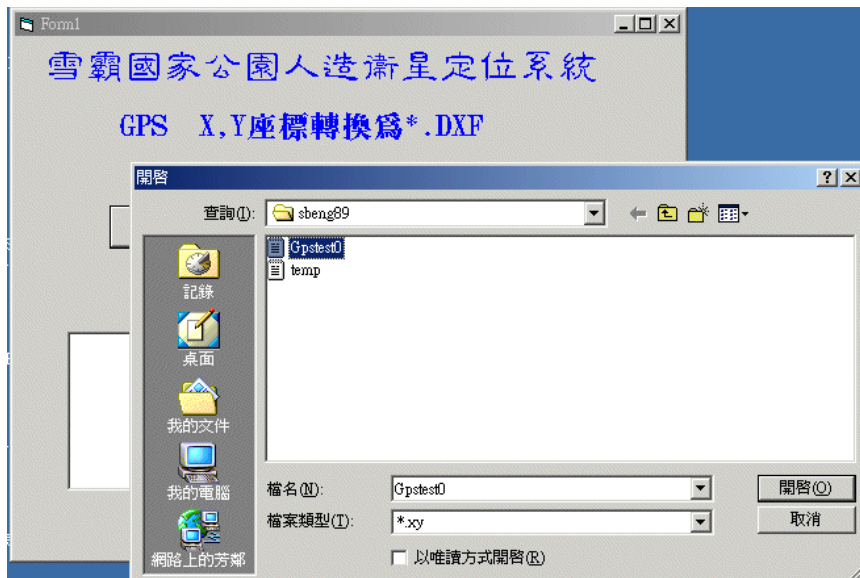 Form1
雪霸國家公園人造衛星定位系統
GPS X,Y座標轉換為*.DXF
開啓
查詢(I):
sbeng89
Gpstest0
temp
記錄
桌面
我的文件
我的電腦
網路上的芳鄰
檔名(N):
Gpstest0
開啓(O)
檔案類型(T):
*.xy
取消
以唯讀方式開啓(R)